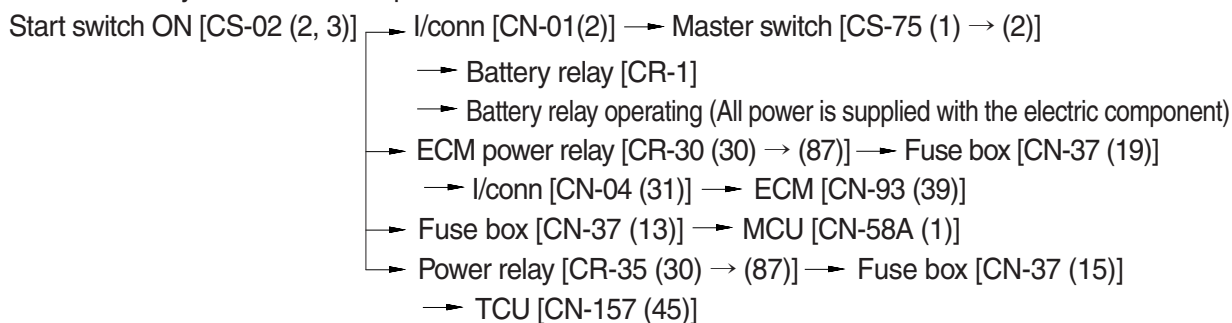 Start switch ON [CS-02 (2, 3)] → I/conn [CN-01(2)] → Master switch [CS-75 (1) → (2)]
→ Battery relay [CR-1]
→ Battery relay operating (All power is supplied with the electric component)
→ ECM power relay [CR-30 (30) → (87)] → Fuse box [CN-37 (19)]
→ I/conn [CN-04 (31)] → ECM [CN-93 (39)]
→ Fuse box [CN-37 (13)] → MCU [CN-58A (1)]
→ Power relay [CR-35 (30) → (87)] → Fuse box [CN-37 (15)]
→ TCU [CN-157 (45)]